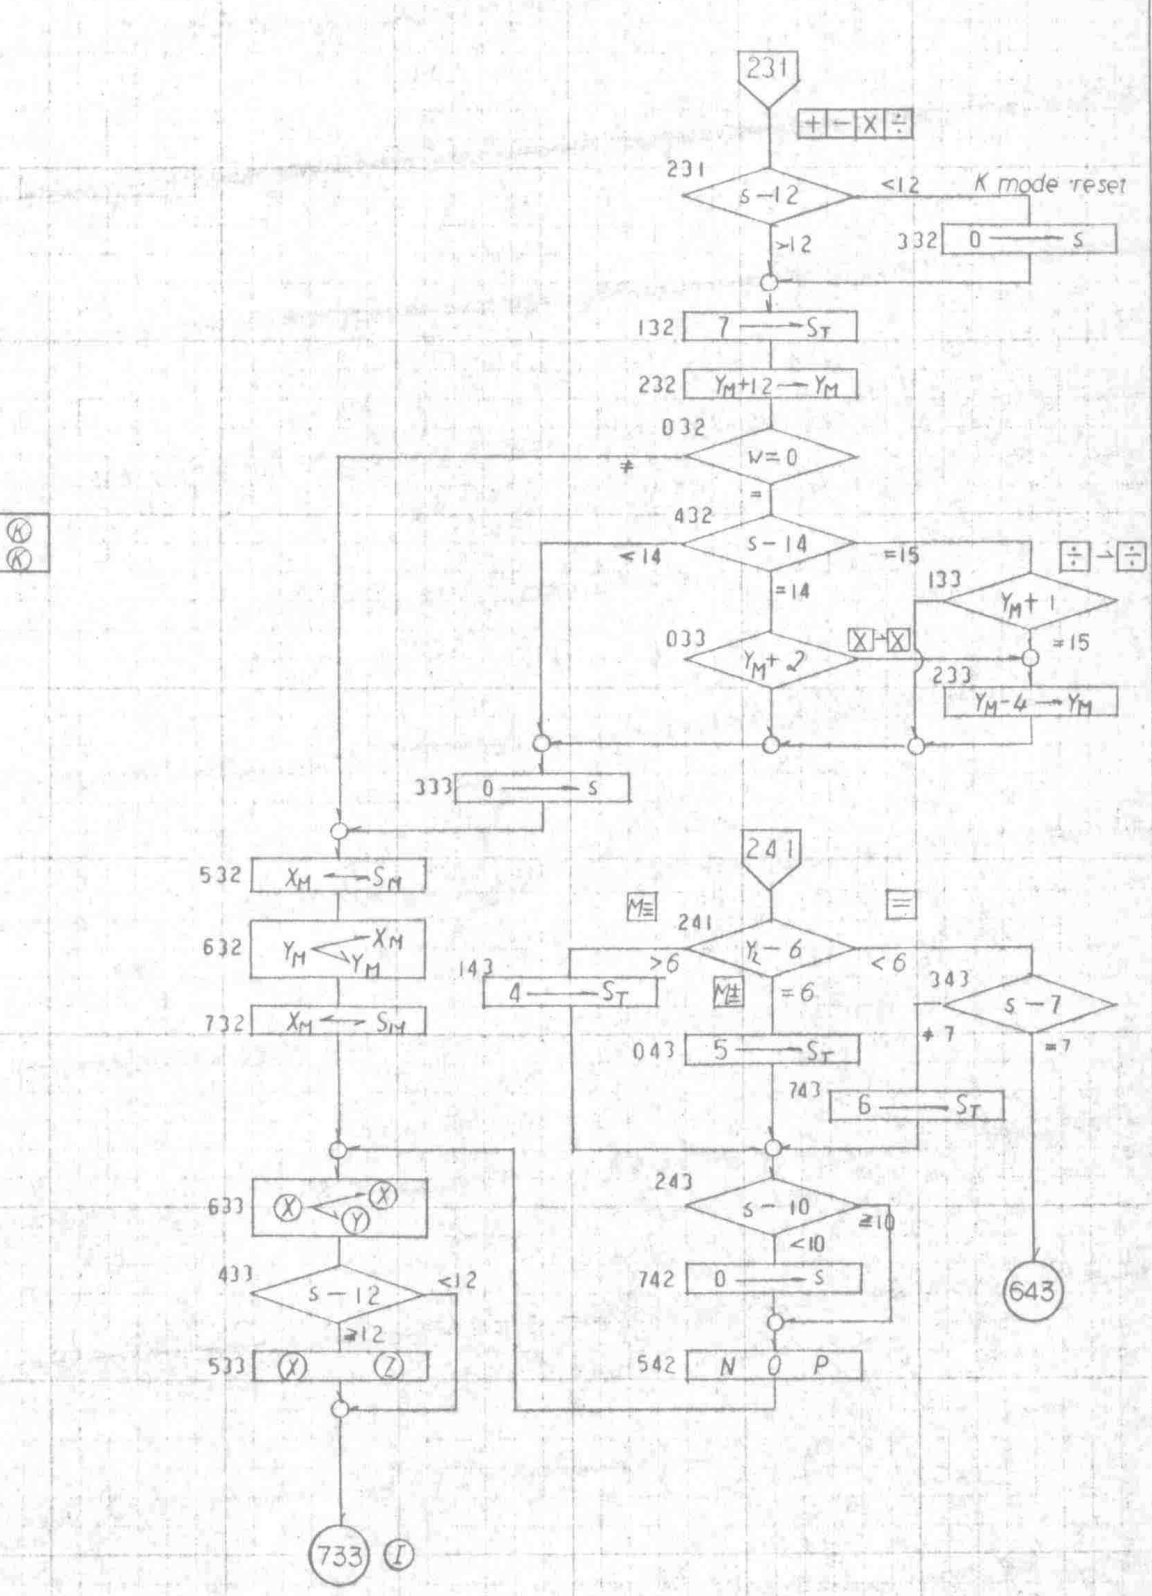 231
+ − X ÷
231
s−12
<12
K mode reset
>12
332
0 → s
132
7 → S_T
232
Y_M+12 → Y_M
032
w=0
≠
=
432
s−14
<14
=15
÷ → ÷
=14
133
Y_M+1
033
Y_M+2
X → X
=15
233
Y_M−4 → Y_M
K
K
333
0 → s
241
532
X_M ↔ S_M
M≡
=
241
Y_L−6
632
Y_M X_M Y_M
>6
<6
143
4 → S_T
M±
=6
343
s−7
732
X_M ↔ S_M
≠7
=7
043
5 → S_T
743
6 → S_T
633
X X Y
243
s−10
≧10
<10
433
s−12
<12
742
0 → s
643
≧12
533
X Z
542
N O P
733 I